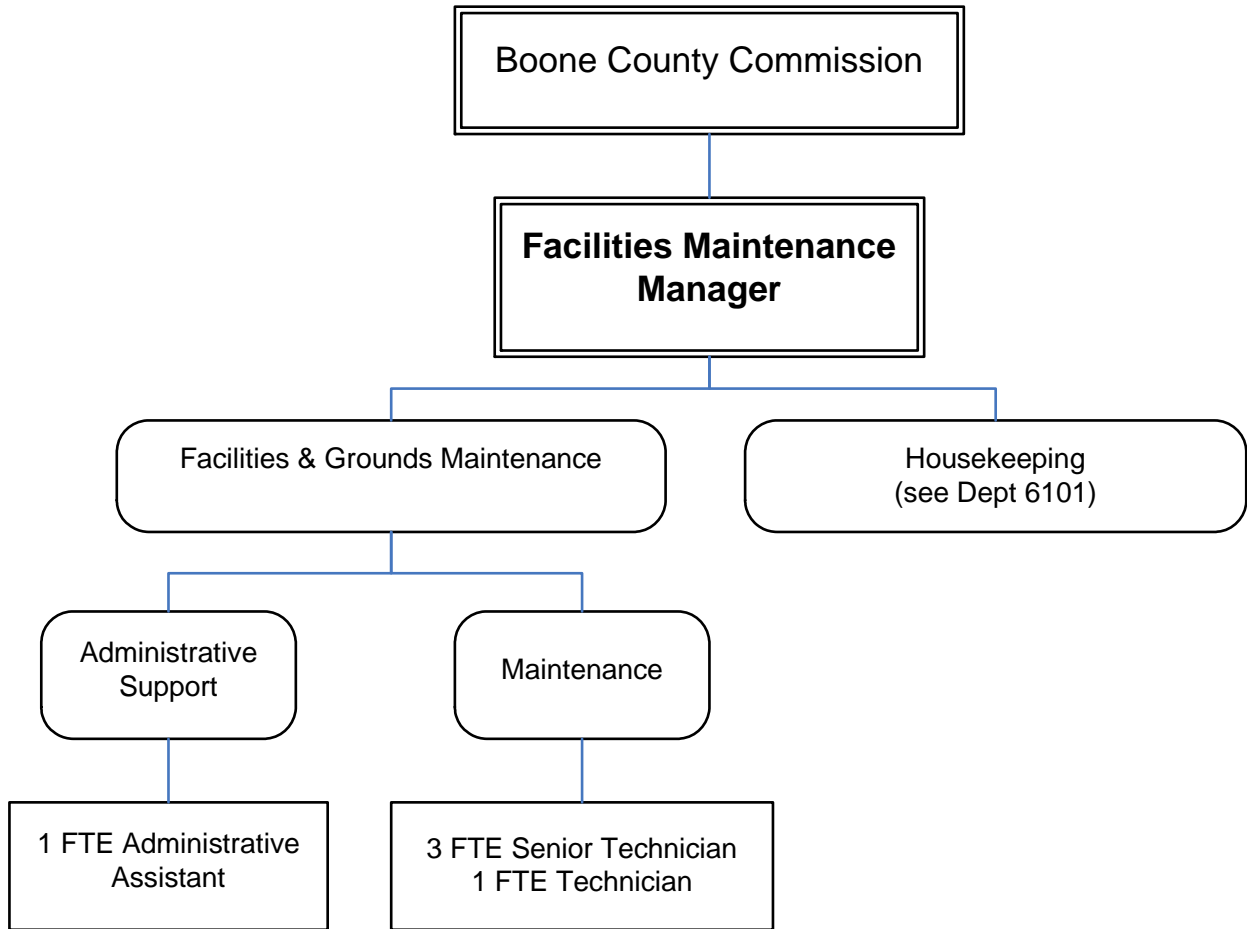 Boone County Commission
Facilities Maintenance
Manager
Facilities & Grounds Maintenance
Housekeeping
(see Dept 6101)
Administrative
Support
Maintenance
1 FTE Administrative
Assistant
3 FTE Senior Technician
1 FTE Technician